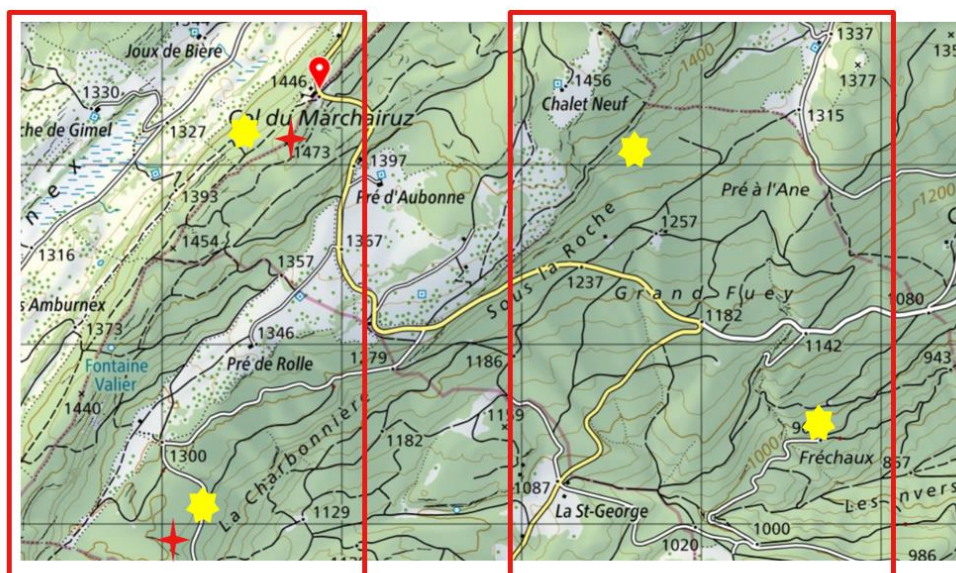 1344
Joux de Bière
1330
1446
che de Gimel
Col du Marchairuz
1327
1473
1397
1393
Pré d'Aubonne
n e x
1454
1316
1357
1367
s Amburnex
1373
1346
Fontaine
Valier
Pré de Rolle
1279
1440
1300
La Charbonnière
1182
1129
1186
1159
1087
La St-George
1456
Chalet Neuf
1400
1337
1377
1315
Pré à l'Ane
1200
1257
Sous la Roche
1237
Grand Fuey
1182
1080
1142
943
1000
Fréchaux
857
Les Invers
1000
1020
986